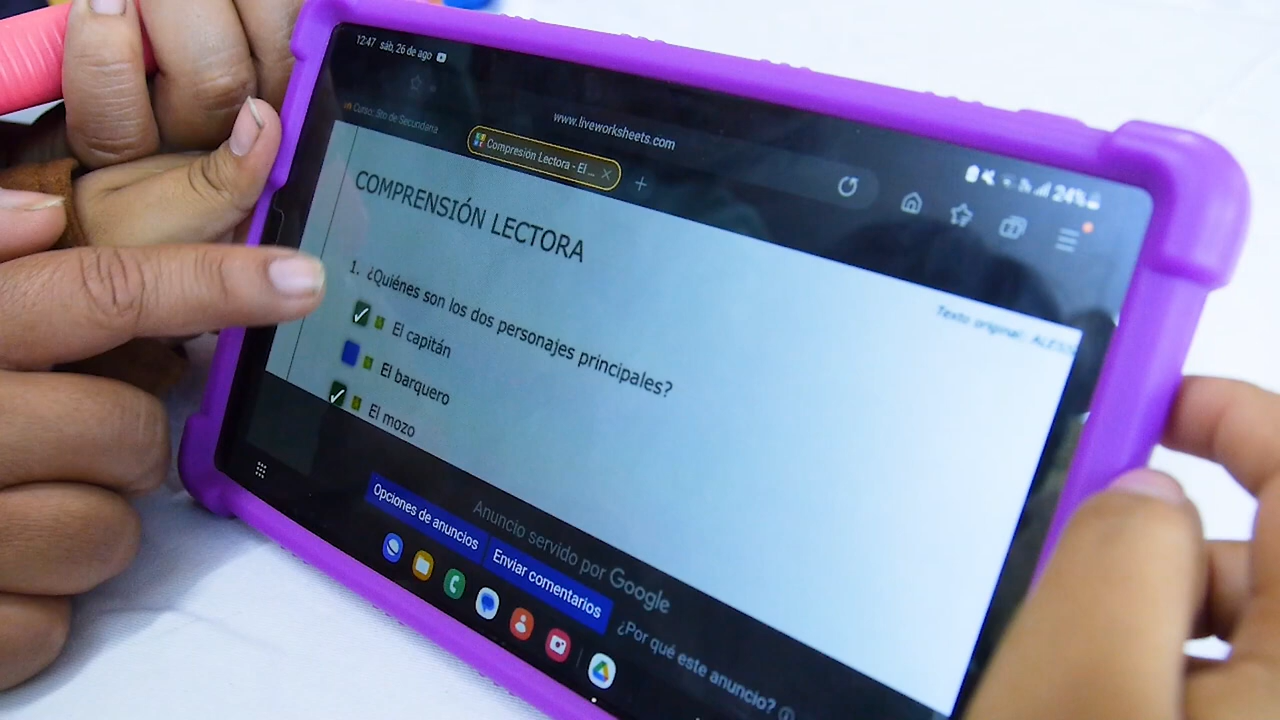 12:47 sáb, 26 de ago
24%
Curso: 5to de Secundaria
www.liveworksheets.com
Compresión Lectora - El ...
COMPRENSIÓN LECTORA
Texto original: ALEJO
1. ¿Quiénes son los dos personajes principales?
El capitán
El barquero
El mozo
Anuncio servido por Google
Opciones de anuncios
Enviar comentarios
¿Por qué este anuncio?